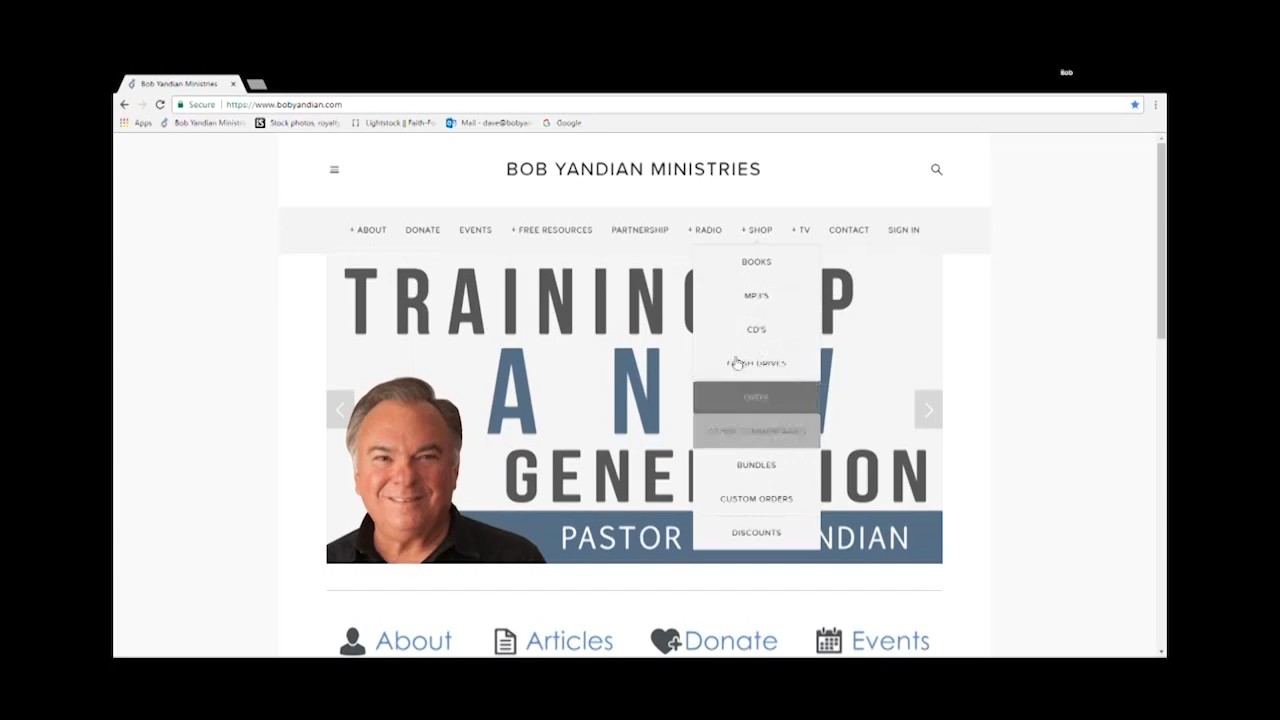 Bob
Bob Yandian Ministries
Secure https://www.bobyandian.com
Apps Bob Yandian Ministri Stock photos, royalty Lightstock || Faith-Fo Mail - dave@bobyan Google
BOB YANDIAN MINISTRIES
+ ABOUT DONATE EVENTS + FREE RESOURCES PARTNERSHIP + RADIO + SHOP + TV CONTACT SIGN IN
BOOKS
MP3'S
CD'S
DRIVES
BUNDLES
CUSTOM ORDERS
DISCOUNTS
TRAINING P
A N W
GENE ION
PASTOR NDIAN
About Articles Donate Events